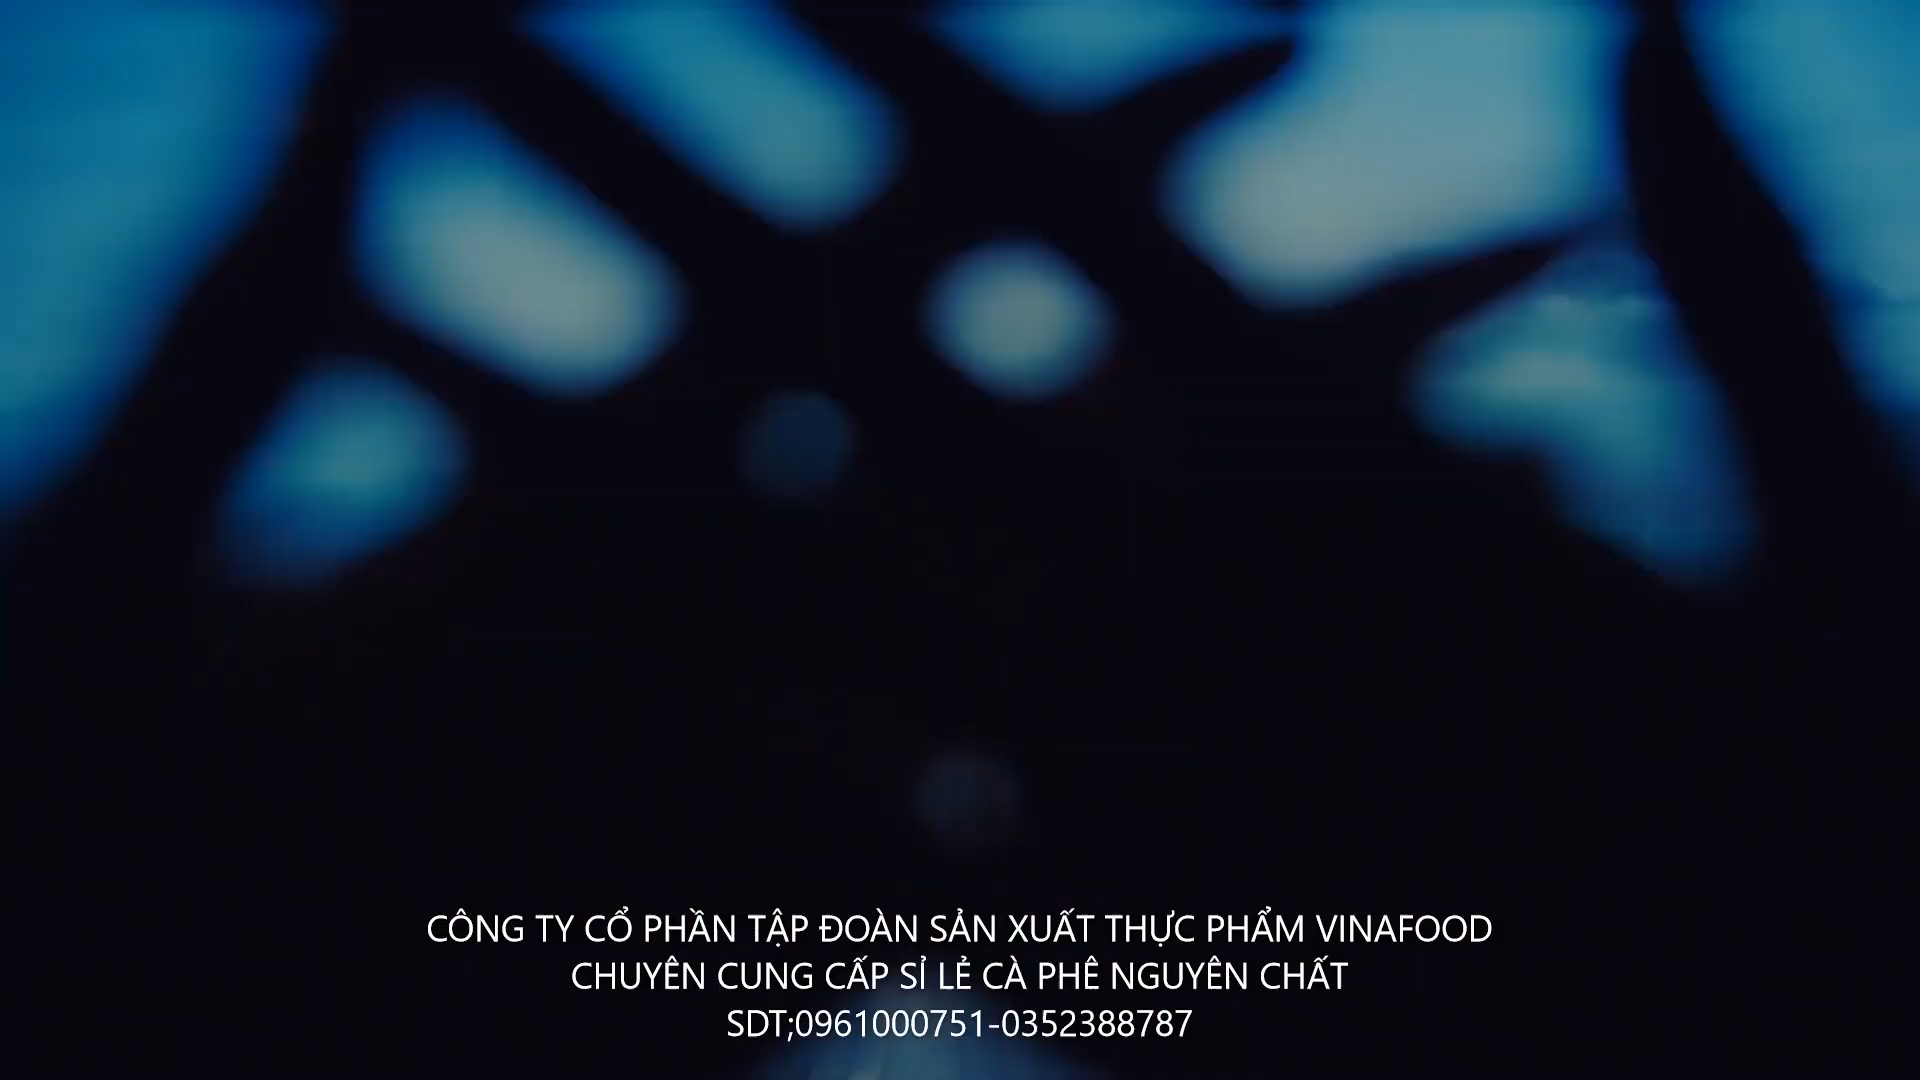 CÔNG TY CỔ PHẦN TẬP ĐOÀN SẢN XUẤT THỰC PHẨM VINAFOOD
CHUYÊN CUNG CẤP SỈ LẺ CÀ PHÊ NGUYÊN CHẤT
SDT;0961000751-0352388787